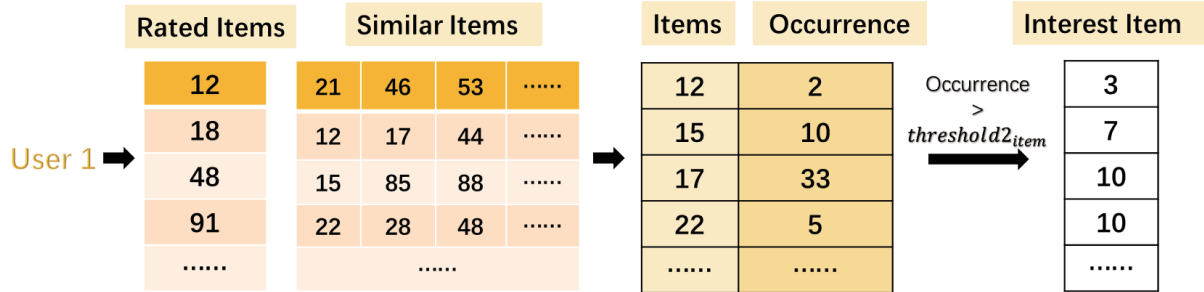 Rated Items Similar Items Items Occurrence Interest Item
12 21 46 53 ...... 12 2 Occurrence 3
18 12 17 44 ...... 15 10 > 7
User 1 48 15 85 88 ...... 17 33 threshold2item 10
91 22 28 48 ...... 22 5 10
...... ...... ...... ...... ......